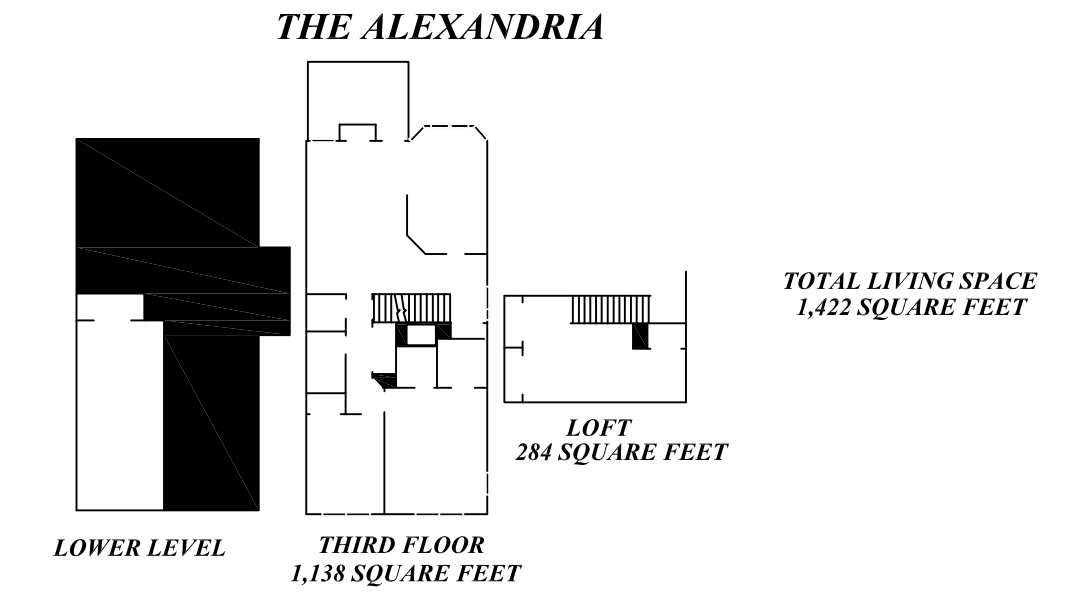 THE ALEXANDRIA
TOTAL LIVING SPACE
1,422 SQUARE FEET
LOFT
284 SQUARE FEET
LOWER LEVEL
THIRD FLOOR
1,138 SQUARE FEET